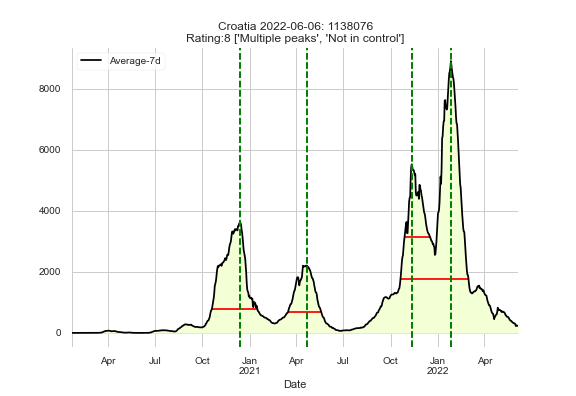 Croatia 2022-06-06: 1138076
Rating:8 ['Multiple peaks', 'Not in control']
Average-7d
8000
6000
4000
2000
0
Apr Jul Oct Jan Apr Jul Oct Jan Apr
2021 2022
Date